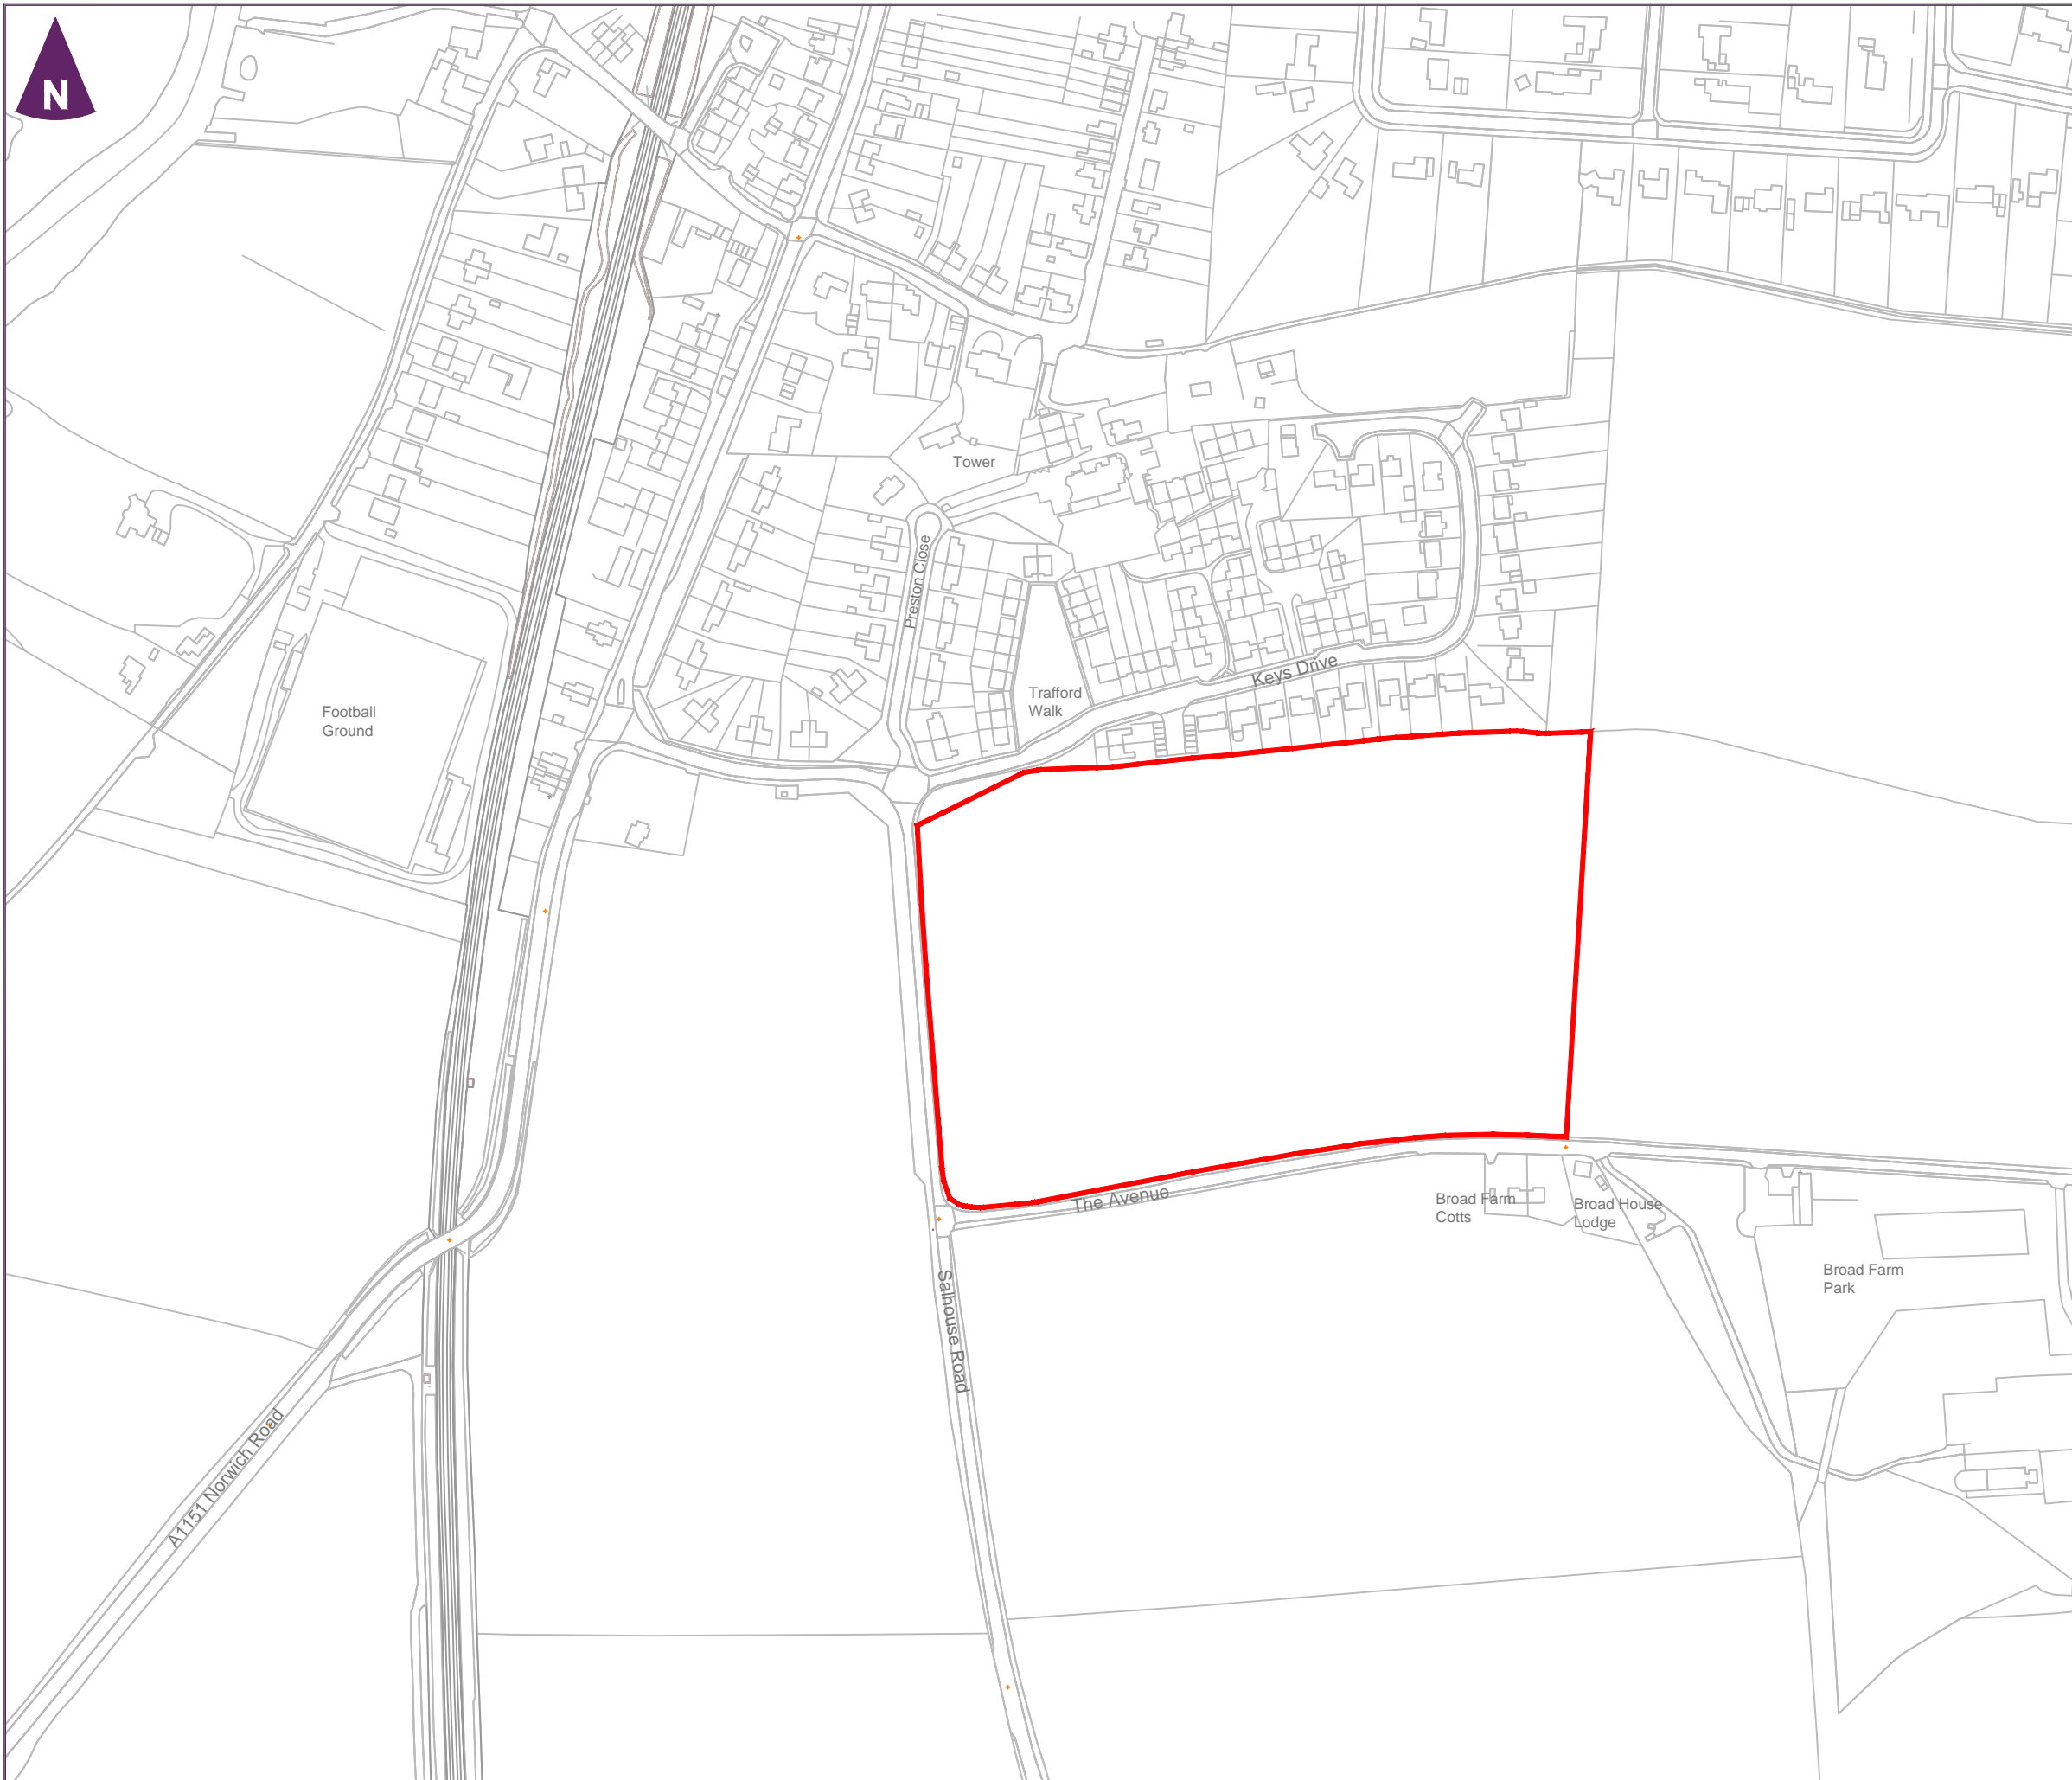 N
Tower
Preston Close
Keys Drive
Trafford
Walk
Football
Ground
The Avenue
Broad Farm
Cotts
Broad House
Lodge
Broad Farm
Park
Salhouse Road
A1151 Norwich Road